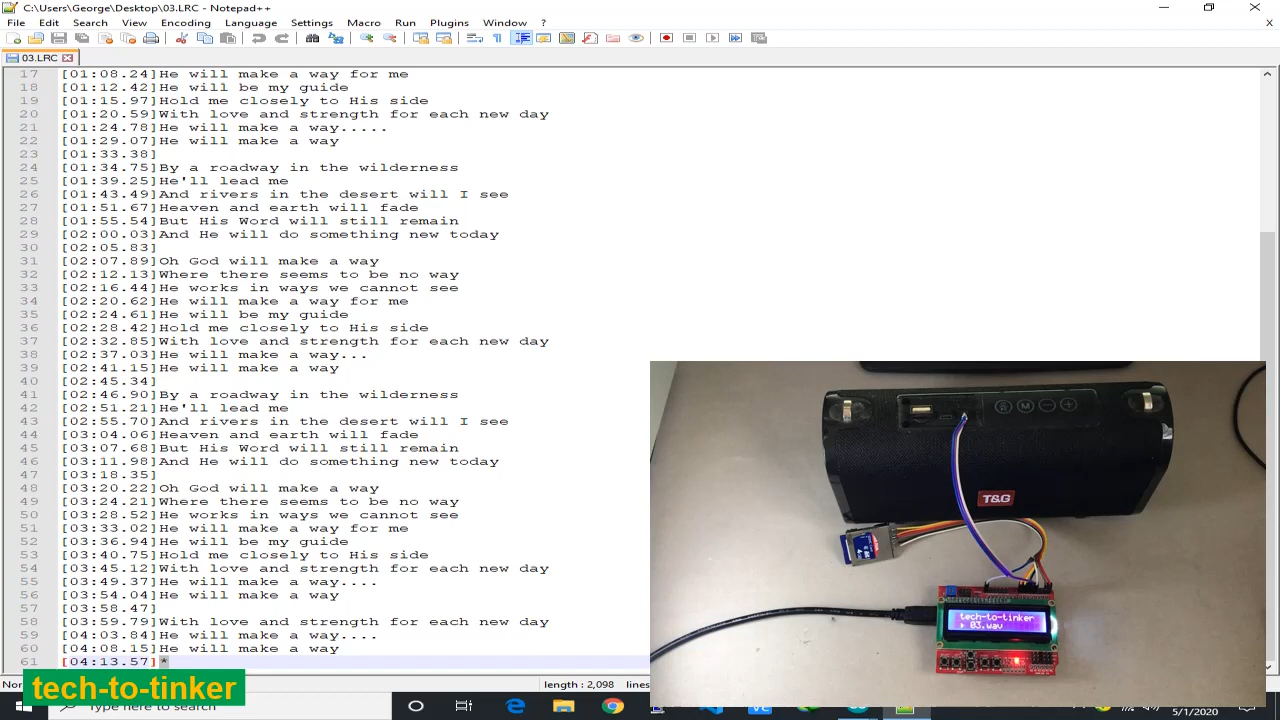 C:\Users\George\Desktop\03.LRC - Notepad++
File Edit Search View Encoding Language Settings Macro Run Plugins Window ?
03.LRC
17 [01:08.24]He will make a way for me
18 [01:12.42]He will be my guide
19 [01:15.97]Hold me closely to His side
20 [01:20.59]With love and strength for each new day
21 [01:24.78]He will make a way.....
22 [01:29.07]He will make a way
23 [01:33.38]
24 [01:34.75]By a roadway in the wilderness
25 [01:39.25]He'll lead me
26 [01:43.49]And rivers in the desert will I see
27 [01:51.67]Heaven and earth will fade
28 [01:55.54]But His Word will still remain
29 [02:00.03]And He will do something new today
30 [02:05.83]
31 [02:07.89]Oh God will make a way
32 [02:12.13]Where there seems to be no way
33 [02:16.44]He works in ways we cannot see
34 [02:20.62]He will make a way for me
35 [02:24.61]He will be my guide
36 [02:28.42]Hold me closely to His side
37 [02:32.85]With love and strength for each new day
38 [02:37.03]He will make a way...
39 [02:41.15]He will make a way
40 [02:45.34]
41 [02:46.90]By a roadway in the wilderness
42 [02:51.21]He'll lead me
43 [02:55.70]And rivers in the desert will I see
44 [03:04.06]Heaven and earth will fade
45 [03:07.68]But His Word will still remain
46 [03:11.98]And He will do something new today
47 [03:18.35]
48 [03:20.22]Oh God will make a way
49 [03:24.21]Where there seems to be no way
50 [03:28.52]He works in ways we cannot see
51 [03:33.02]He will make a way for me
52 [03:36.94]He will be my guide
53 [03:40.75]Hold me closely to His side
54 [03:45.12]With love and strength for each new day
55 [03:49.37]He will make a way....
56 [03:54.04]He will make a way
57 [03:58.47]
58 [03:59.79]With love and strength for each new day
59 [04:03.84]He will make a way....
60 [04:08.15]He will make a way
61 [04:13.57]*
M
T&G
tech-to-tinker
03.wav
length : 2,098 lines
tech-to-tinker
Type here to search
5/1/2020